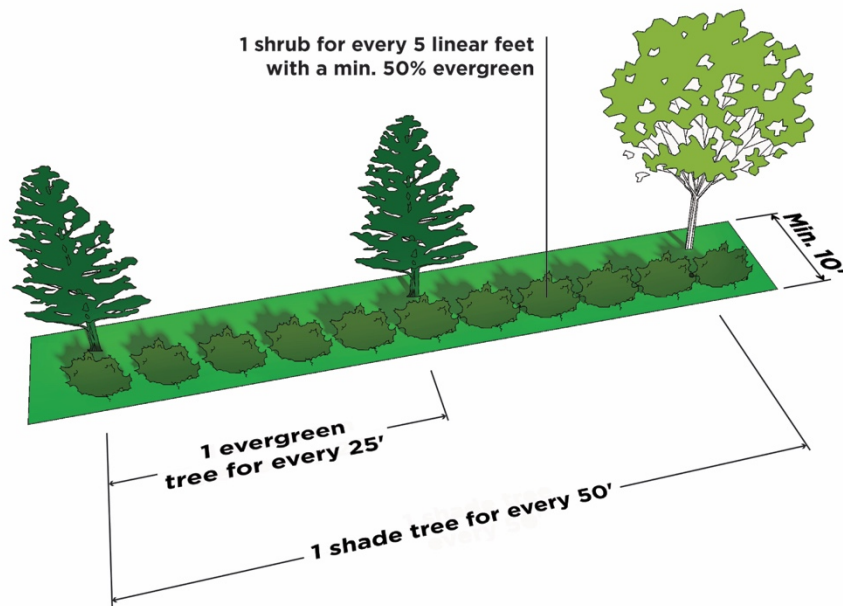 1 shrub for every 5 linear feet
with a min. 50% evergreen
Min. 10'
1 evergreen
tree for every 25'
1 shade tree for every 50'